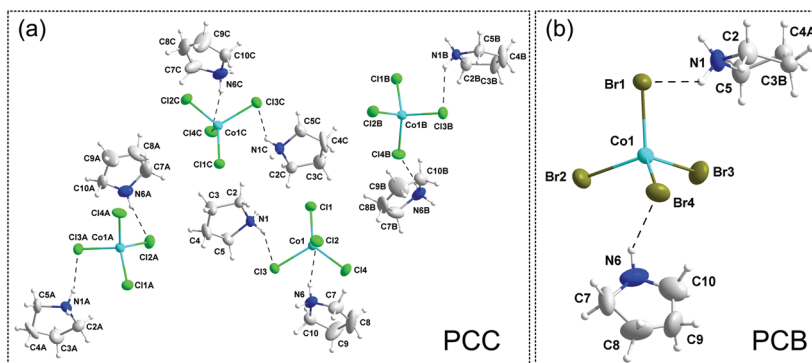 (a)
C9C
C8C
C10C
C7C
N6C
Cl2C
Cl3C
Cl4C
Co1C
Cl1C
C5C
C4C
N1C
C2C
C3C
N1B
C5B
C4B
C2B
C3B
Cl1B
Co1B
Cl2B
Cl3B
Cl4B
C10B
C9B
C8B
N6B
C7B
C8A
C9A
C7A
C10A
N6A
Cl4A
Cl3A
Co1A
Cl2A
Cl1A
C5A
N1A
C2A
C4A
C3A
C3
C2
N1
C4
C5
Cl1
Co1
Cl2
Cl3
Cl4
N6
C7
C10
C8
C9
PCC
(b)
C2
C4A
N1
C5
C3B
Br1
Co1
Br2
Br3
Br4
N6
C10
C7
C8
C9
PCB